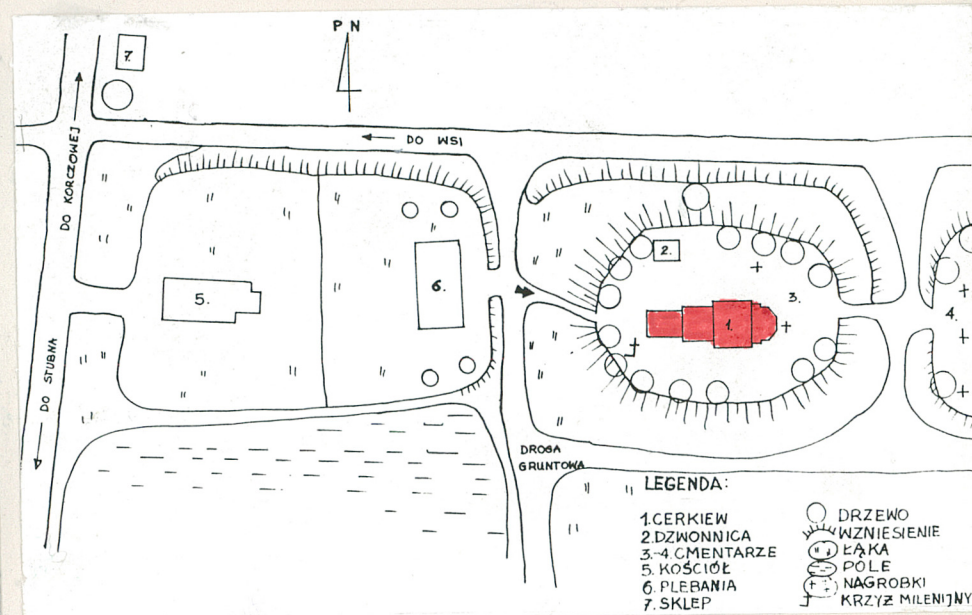 P N
7.
DO WSI
DO KORCZOWEJ
2.
3.
5.
6.
1.
4.
DO STUBNA
DROGA
GRUNTOWA
LEGENDA:
1. CERKIEW
2. DZWONNICA
3.-4. CMENTARZE
5. KOŚCIÓŁ
6. PLEBANIA
7. SKLEP
DRZEWO
WZNIESIENIE
ŁĄKA
POLE
NAGROBKI
KRZYŻ MILENIJNY